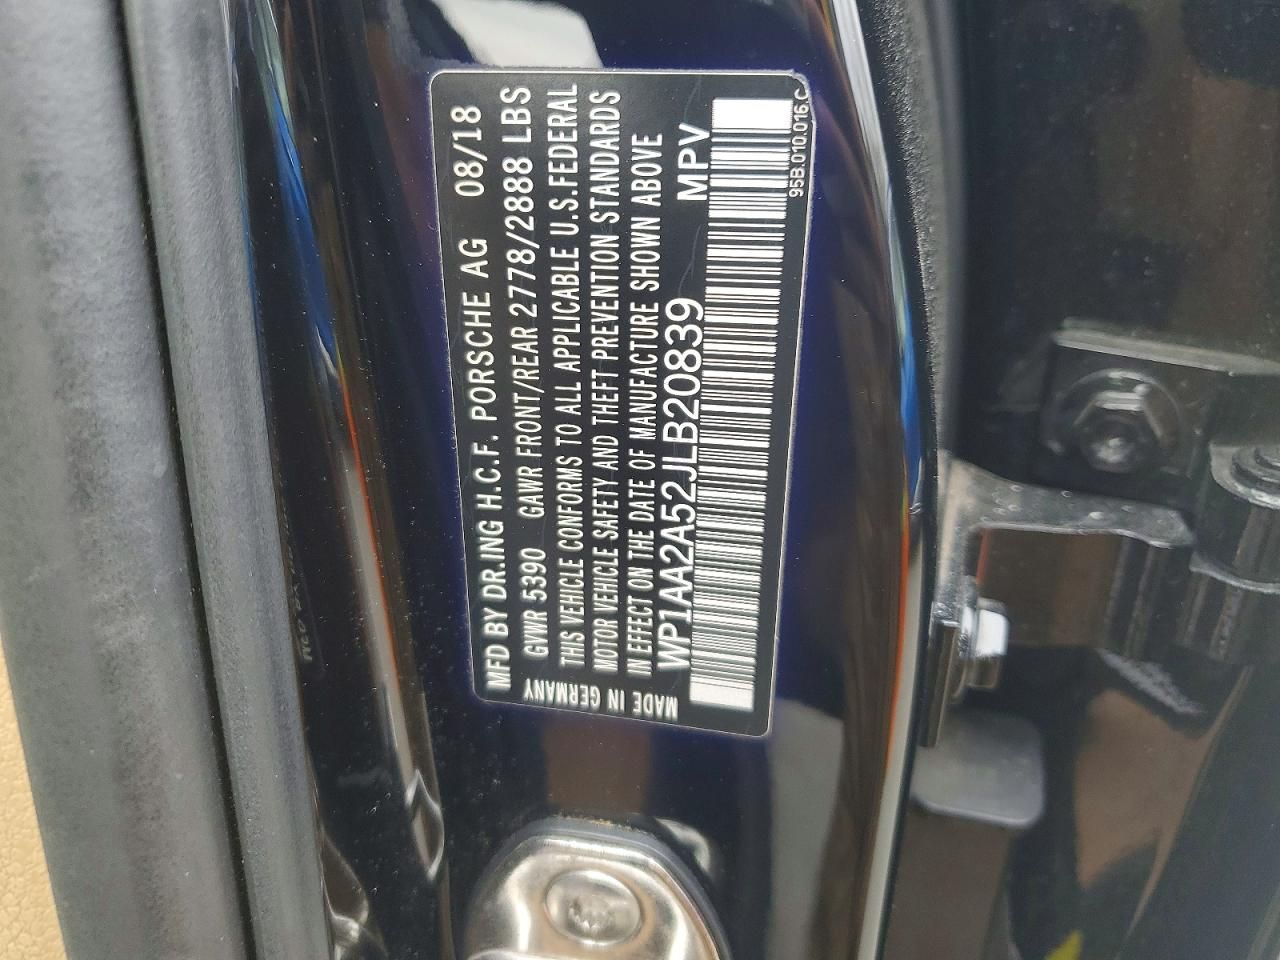 MFD BY DR.ING H.C.F. PORSCHE AG 08/18
GVWR 5390 GAWR FRONT/REAR 2778/2888 LBS
THIS VEHICLE CONFORMS TO ALL APPLICABLE U.S.FEDERAL
MOTOR VEHICLE SAFETY AND THEFT PREVENTION STANDARDS
IN EFFECT ON THE DATE OF MANUFACTURE SHOWN ABOVE
WP1AA2A52JLB20839 MPV
MADE IN GERMANY
95B.010.016.C